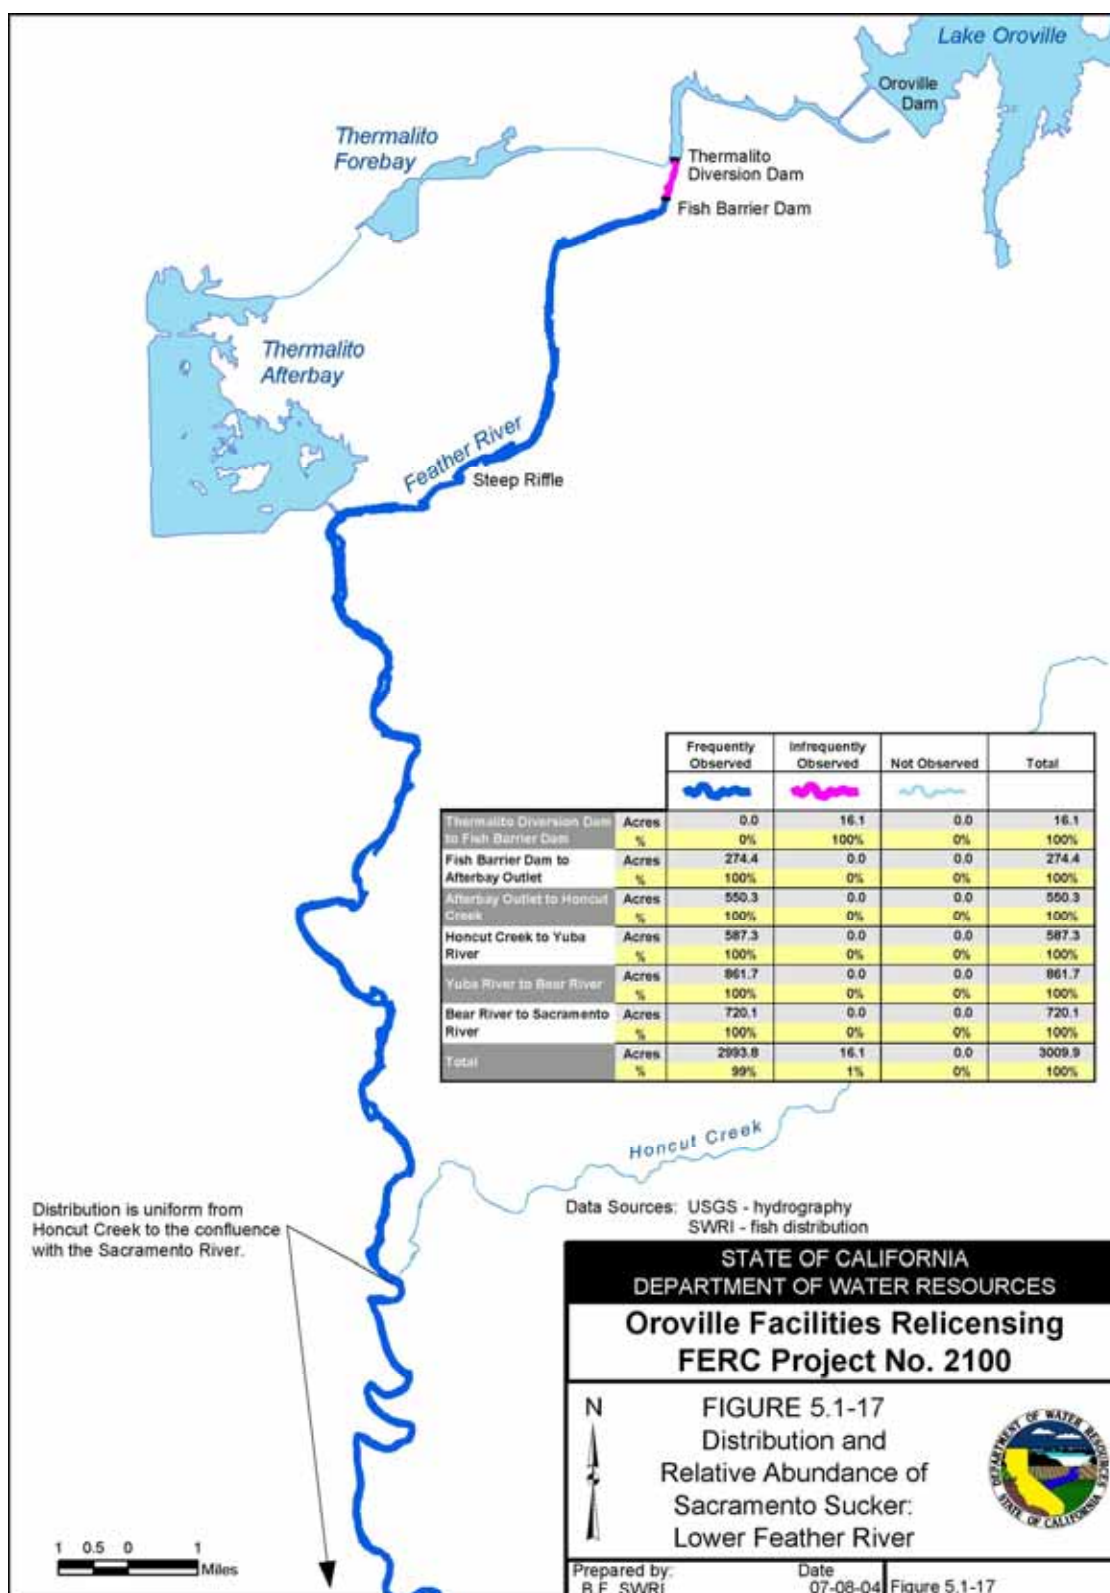 Lake Oroville
Oroville
Dam
Thermalito
Forebay
Thermalito
Diversion Dam
Fish Barrier Dam
Thermalito
Afterbay
Feather River
Steep Riffle
Frequently Observed Infrequently Observed Not Observed Total
Thermalito Diversion Dam to Fish Barrier Dam Acres 0.0 16.1 0.0 16.1
% 0% 100% 0% 100%
Fish Barrier Dam to Afterbay Outlet Acres 274.4 0.0 0.0 274.4
% 100% 0% 0% 100%
Afterbay Outlet to Honcut Creek Acres 550.3 0.0 0.0 550.3
% 100% 0% 0% 100%
Honcut Creek to Yuba River Acres 587.3 0.0 0.0 587.3
% 100% 0% 0% 100%
Yuba River to Bear River Acres 861.7 0.0 0.0 861.7
% 100% 0% 0% 100%
Bear River to Sacramento River Acres 720.1 0.0 0.0 720.1
% 100% 0% 0% 100%
Total Acres 2993.8 16.1 0.0 3009.9
% 99% 1% 0% 100%
Honcut Creek
Distribution is uniform from
Honcut Creek to the confluence
with the Sacramento River.
Data Sources: USGS - hydrography
SWRI - fish distribution
STATE OF CALIFORNIA
DEPARTMENT OF WATER RESOURCES
Oroville Facilities Relicensing
FERC Project No. 2100
N
FIGURE 5.1-17
Distribution and
Relative Abundance of
Sacramento Sucker:
Lower Feather River
DEPARTMENT OF WATER RESOURCES
STATE OF CALIFORNIA
1 0.5 0 1
Miles
Prepared by: Date
B.F. SWRI 07-08-04 Figure 5.1-17